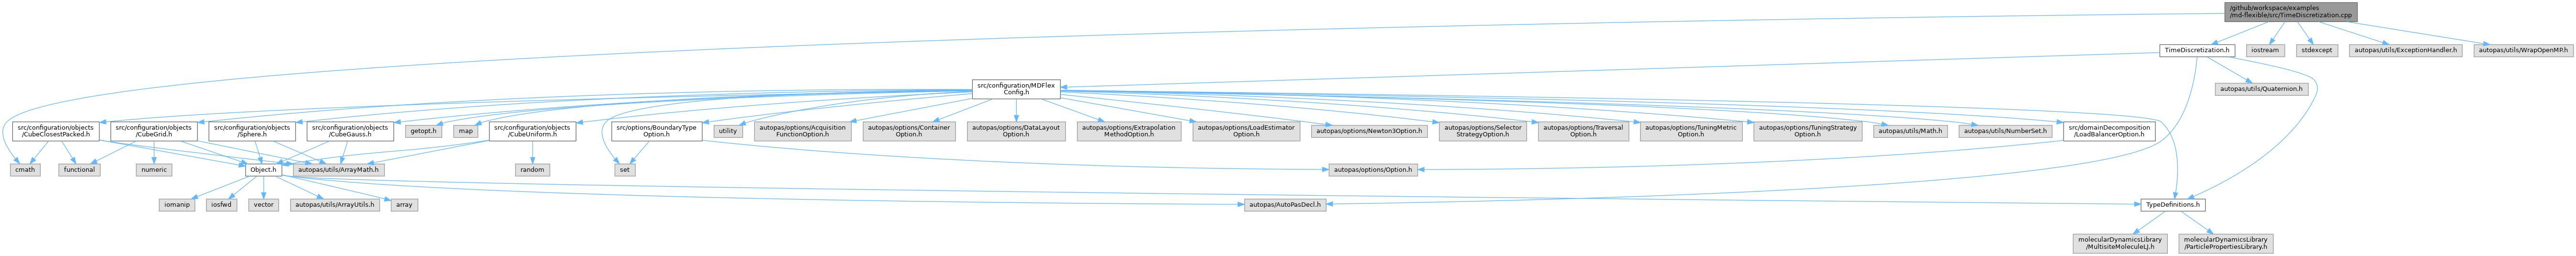 /github/workspace/examples
/md-flexible/src/TimeDiscretization.cpp
TimeDiscretization.h
iostream
stdexcept
autopas/utils/ExceptionHandler.h
autopas/utils/WrapOpenMP.h
src/configuration/MDFlex
Config.h
autopas/utils/Quaternion.h
src/configuration/objects
/CubeClosestPacked.h
src/configuration/objects
/CubeGrid.h
src/configuration/objects
/Sphere.h
src/configuration/objects
/CubeGauss.h
getopt.h
map
src/configuration/objects
/CubeUniform.h
src/options/BoundaryType
Option.h
utility
autopas/options/Acquisition
FunctionOption.h
autopas/options/Container
Option.h
autopas/options/DataLayout
Option.h
autopas/options/Extrapolation
MethodOption.h
autopas/options/LoadEstimator
Option.h
autopas/options/Newton3Option.h
autopas/options/Selector
StrategyOption.h
autopas/options/Traversal
Option.h
autopas/options/TuningMetric
Option.h
autopas/options/TuningStrategy
Option.h
autopas/utils/Math.h
autopas/utils/NumberSet.h
src/domainDecomposition
/LoadBalancerOption.h
cmath
functional
numeric
Object.h
autopas/utils/ArrayMath.h
random
set
autopas/options/Option.h
iomanip
iosfwd
vector
autopas/utils/ArrayUtils.h
array
autopas/AutoPasDecl.h
TypeDefinitions.h
molecularDynamicsLibrary
/MultisiteMoleculeLJ.h
molecularDynamicsLibrary
/ParticlePropertiesLibrary.h